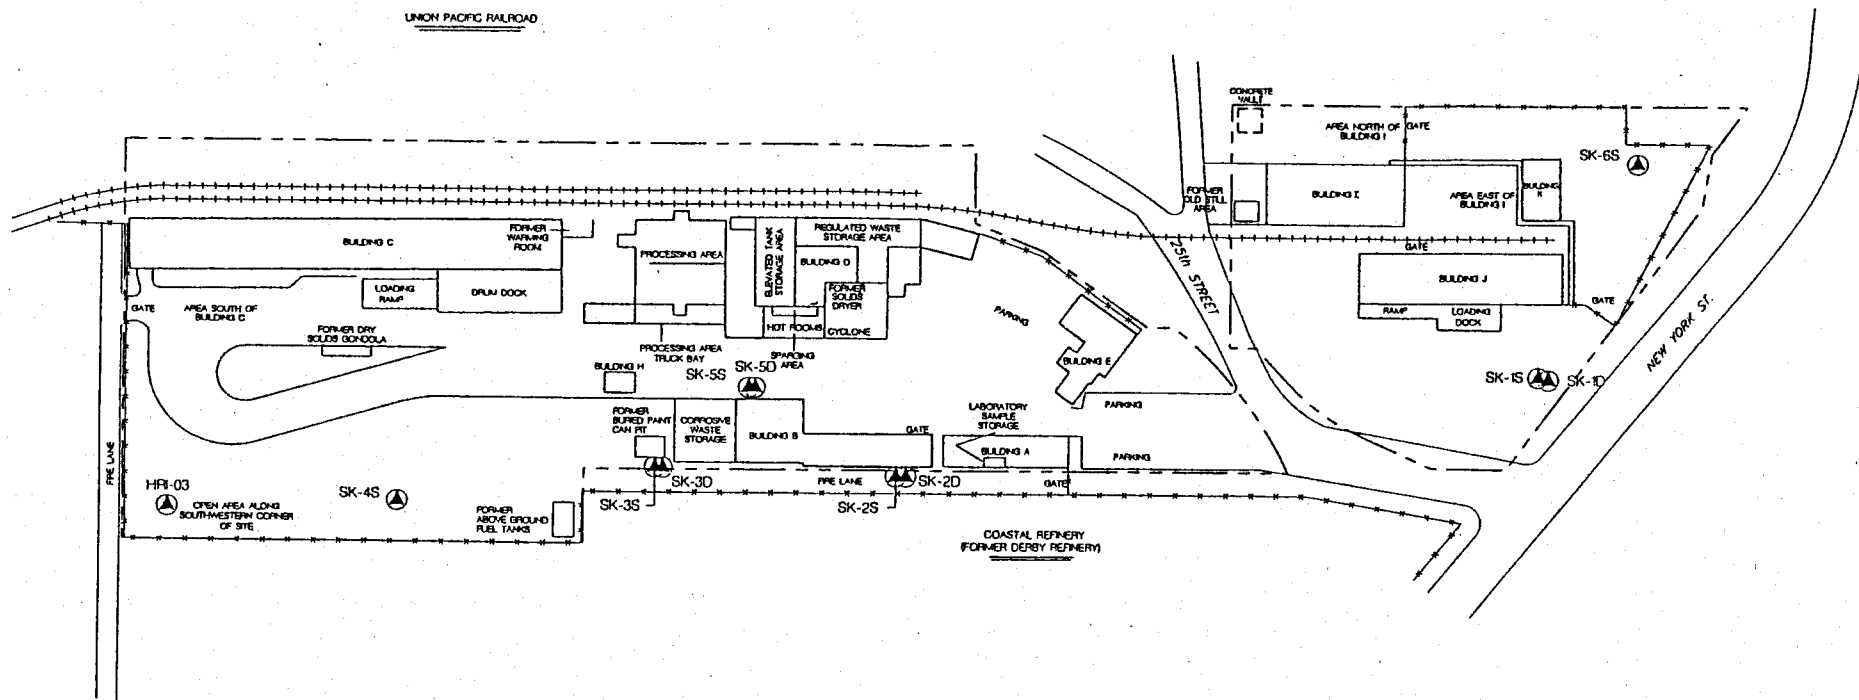 UNION PACIFIC RAILROAD
CONCRETE
VAULT
AREA NORTH OF
BUILDING I
GATE
SK-6S
FORMER
OLD STILL
AREA
BUILDING I
AREA EAST OF
BUILDING I
BUILDING
K
25th STREET
GATE
BUILDING J
RAMP
LOADING
DOCK
GATE
NEW YORK ST.
SK-1S
SK-1D
BUILDING C
FORMER
WARMING
ROOM
PROCESSING AREA
ELEVATED TANK
STORAGE AREA
REGULATED WASTE
STORAGE AREA
BUILDING D
FORMER
SOLIDS
DRYER
HOT ROOMS
CYCLONE
LOADING
RAMP
DRUM DOCK
GATE
AREA SOUTH OF
BUILDING C
FORMER DRY
SOLIDS GONDOLA
PROCESSING AREA
TRUCK BAY
SPARGING
AREA
PARKING
BUILDING E
BUILDING H
SK-5S
SK-5D
PARKING
FORMER
BURIED PAINT
CAN PIT
CORROSIVE
WASTE
STORAGE
BUILDING B
GATE
LABORATORY
SAMPLE
STORAGE
BUILDING A
PARKING
FIRE LANE
HRI-03
OPEN AREA ALONG
SOUTHWESTERN CORNER
OF SITE
SK-4S
FORMER
ABOVE GROUND
FUEL TANKS
SK-3D
SK-3S
FIRE LANE
SK-2D
SK-2S
GATE
COASTAL REFINERY
(FORMER DERBY REFINERY)